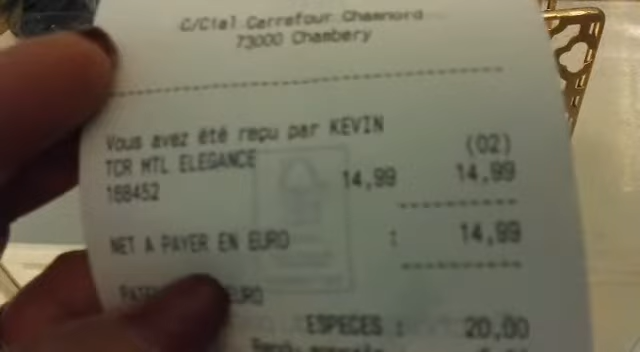 C/Cial Carrefour Chamnord
73000 Chambery
Vous avez été reçu par KEVIN
(02)
TCR MTL ELEGANCE 14,99 14,99
188452
NET A PAYER EN EURO : 14,99
EURO
ESPECES : 20,00